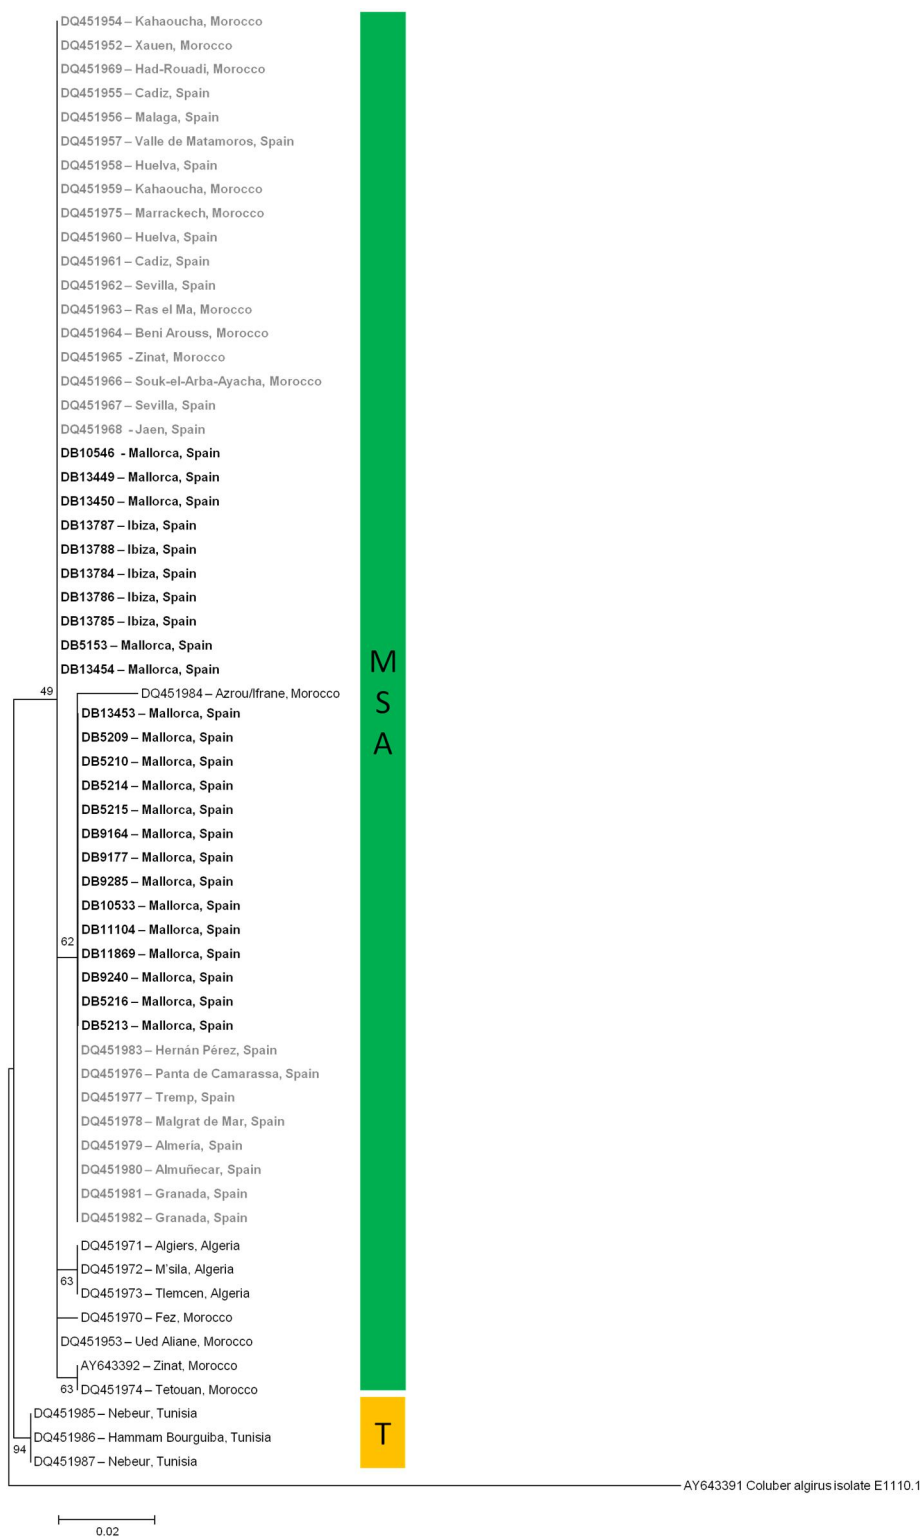 DQ451954 – Kahaoucha, Morocco
DQ451952 – Xauen, Morocco
DQ451969 – Had-Rouadi, Morocco
DQ451955 – Cadiz, Spain
DQ451956 – Malaga, Spain
DQ451957 – Valle de Matamoros, Spain
DQ451958 – Huelva, Spain
DQ451959 – Kahaoucha, Morocco
DQ451975 – Marrackech, Morocco
DQ451960 – Huelva, Spain
DQ451961 – Cadiz, Spain
DQ451962 – Sevilla, Spain
DQ451963 – Ras el Ma, Morocco
DQ451964 – Beni Arouss, Morocco
DQ451965 - Zinat, Morocco
DQ451966 – Souk-el-Arba-Ayacha, Morocco
DQ451967 – Sevilla, Spain
DQ451968 - Jaen, Spain
DB10546 - Mallorca, Spain
DB13449 – Mallorca, Spain
DB13450 – Mallorca, Spain
DB13787 – Ibiza, Spain
DB13788 – Ibiza, Spain
DB13784 – Ibiza, Spain
DB13786 – Ibiza, Spain
DB13785 – Ibiza, Spain
DB5153 – Mallorca, Spain
DB13454 – Mallorca, Spain
49
DQ451984 – Azrou/Ifrane, Morocco
DB13453 – Mallorca, Spain
DB5209 – Mallorca, Spain
DB5210 – Mallorca, Spain
DB5214 – Mallorca, Spain
DB5215 – Mallorca, Spain
DB9164 – Mallorca, Spain
DB9177 – Mallorca, Spain
DB9285 – Mallorca, Spain
DB10533 – Mallorca, Spain
DB11104 – Mallorca, Spain
62
DB11869 – Mallorca, Spain
DB9240 – Mallorca, Spain
DB5216 – Mallorca, Spain
DB5213 – Mallorca, Spain
DQ451983 – Hernán Pérez, Spain
DQ451976 – Panta de Camarassa, Spain
DQ451977 – Tremp, Spain
DQ451978 – Malgrat de Mar, Spain
DQ451979 – Almería, Spain
DQ451980 – Almuñecar, Spain
DQ451981 – Granada, Spain
DQ451982 – Granada, Spain
DQ451971 – Algiers, Algeria
DQ451972 – M'sila, Algeria
63
DQ451973 – Tlemcen, Algeria
DQ451970 – Fez, Morocco
DQ451953 – Ued Aliane, Morocco
AY643392 – Zinat, Morocco
63
DQ451974 – Tetouan, Morocco
M
S
A
DQ451985 – Nebeur, Tunisia
DQ451986 – Hammam Bourguiba, Tunisia
94
DQ451987 – Nebeur, Tunisia
T
AY643391 Coluber algirus isolate E1110.1
0.02